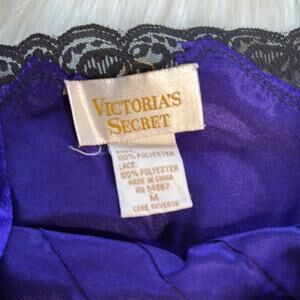 VICTORIA'S
SECRET
100% POLYESTER
LACE:
100% POLYESTER
MADE IN CHINA
RN 54867
M
CARE REVERSE